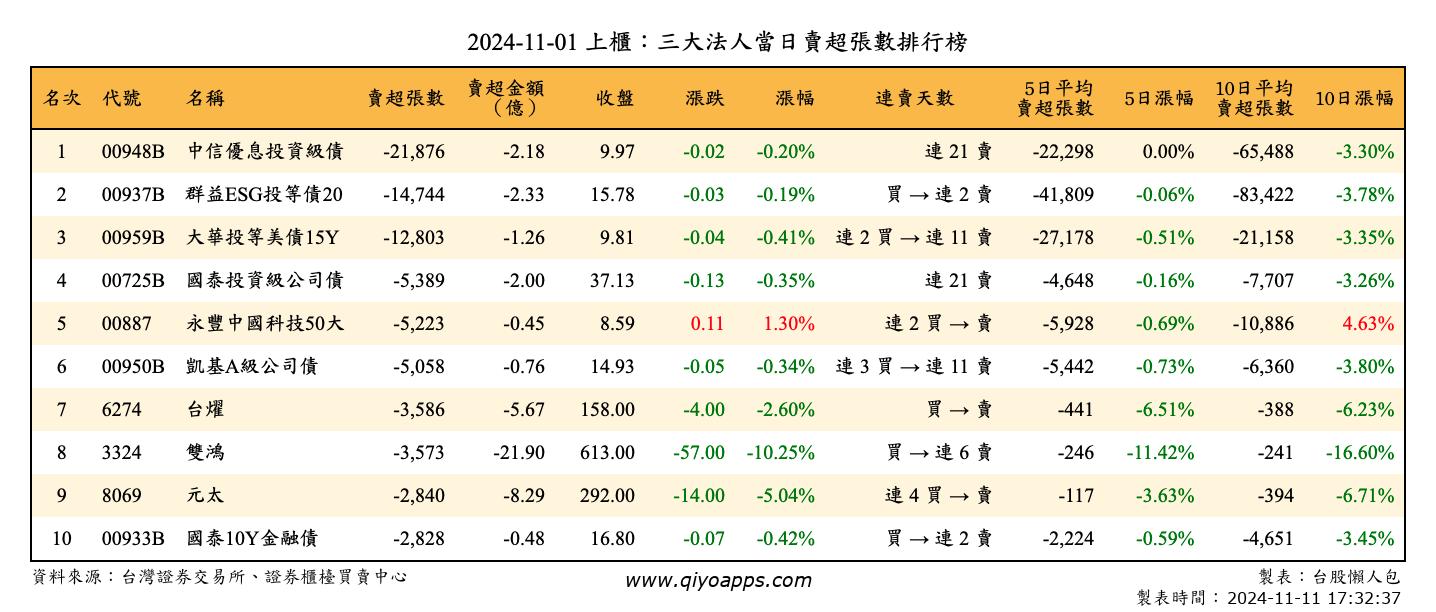 2024-11-01 上櫃：三大法人當日賣超張數排行榜
名次 代號 名稱 賣超張數 賣超金額（億） 收盤 漲跌 漲幅 連賣天數 5日平均賣超張數 5日漲幅 10日平均賣超張數 10日漲幅
1 00948B 中信優息投資級債 -21,876 -2.18 9.97 -0.02 -0.20% 連 21 賣 -22,298 0.00% -65,488 -3.30%
2 00937B 群益ESG投等債20 -14,744 -2.33 15.78 -0.03 -0.19% 買 → 連 2 賣 -41,809 -0.06% -83,422 -3.78%
3 00959B 大華投等美債15Y -12,803 -1.26 9.81 -0.04 -0.41% 連 2 買 → 連 11 賣 -27,178 -0.51% -21,158 -3.35%
4 00725B 國泰投資級公司債 -5,389 -2.00 37.13 -0.13 -0.35% 連 21 賣 -4,648 -0.16% -7,707 -3.26%
5 00887 永豐中國科技50大 -5,223 -0.45 8.59 0.11 1.30% 連 2 買 → 賣 -5,928 -0.69% -10,886 4.63%
6 00950B 凱基A級公司債 -5,058 -0.76 14.93 -0.05 -0.34% 連 3 買 → 連 11 賣 -5,442 -0.73% -6,360 -3.80%
7 6274 台燿 -3,586 -5.67 158.00 -4.00 -2.60% 買 → 賣 -441 -6.51% -388 -6.23%
8 3324 雙鴻 -3,573 -21.90 613.00 -57.00 -10.25% 買 → 連 6 賣 -246 -11.42% -241 -16.60%
9 8069 元太 -2,840 -8.29 292.00 -14.00 -5.04% 連 4 買 → 賣 -117 -3.63% -394 -6.71%
10 00933B 國泰10Y金融債 -2,828 -0.48 16.80 -0.07 -0.42% 買 → 連 2 賣 -2,224 -0.59% -4,651 -3.45%
資料來源：台灣證券交易所、證券櫃檯買賣中心 www.qiyoapps.com 製表：台股懶人包
製表時間：2024-11-11 17:32:37